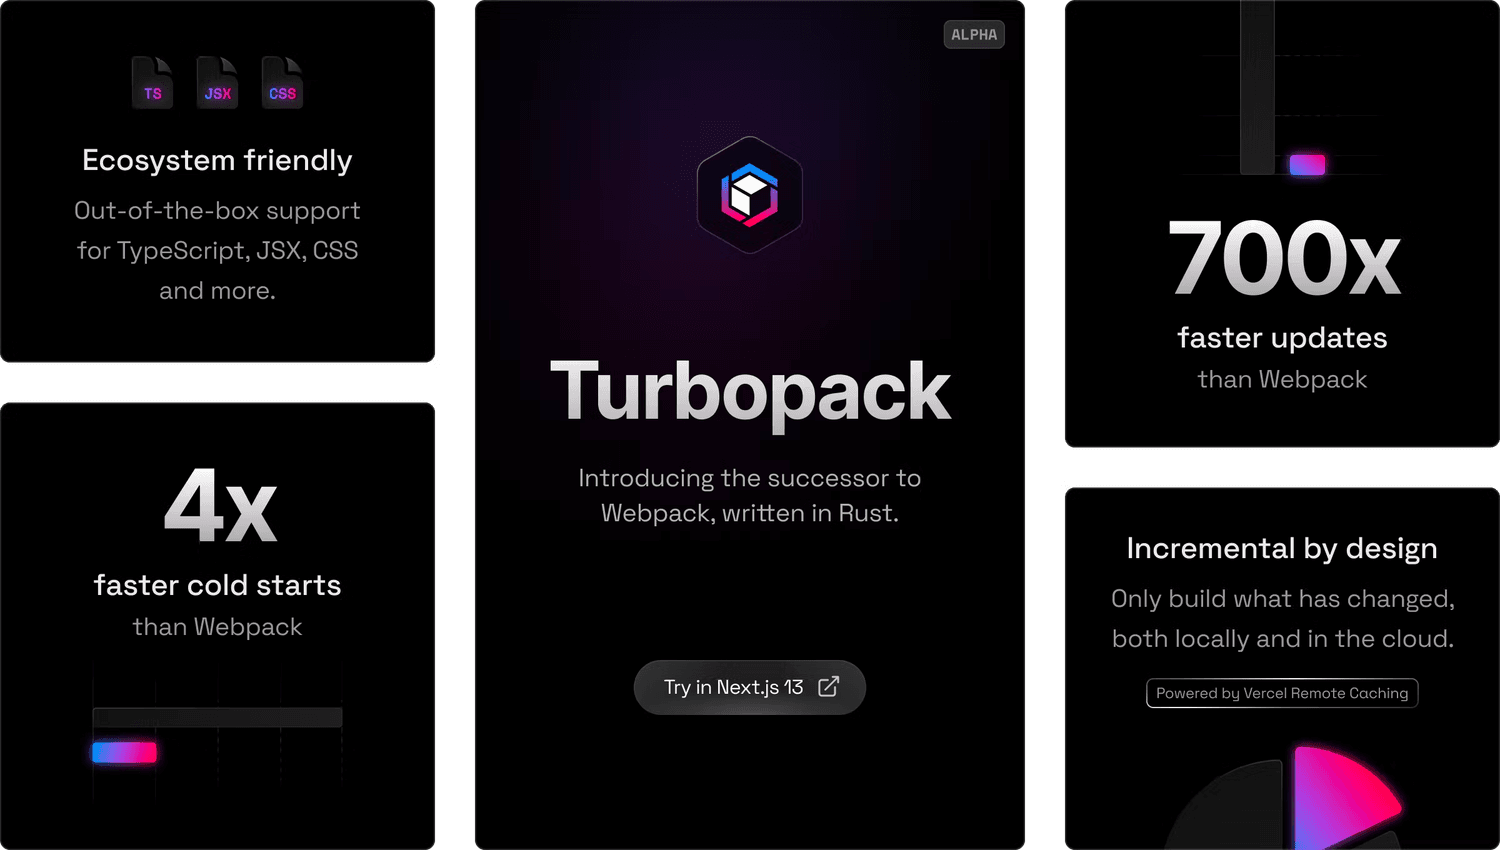 TS
JSX
CSS
Ecosystem friendly
Out-of-the-box support
for TypeScript, JSX, CSS
and more.
4x
faster cold starts
than Webpack
ALPHA
Turbopack
Introducing the successor to
Webpack, written in Rust.
Try in Next.js 13
700x
faster updates
than Webpack
Incremental by design
Only build what has changed,
both locally and in the cloud.
Powered by Vercel Remote Caching